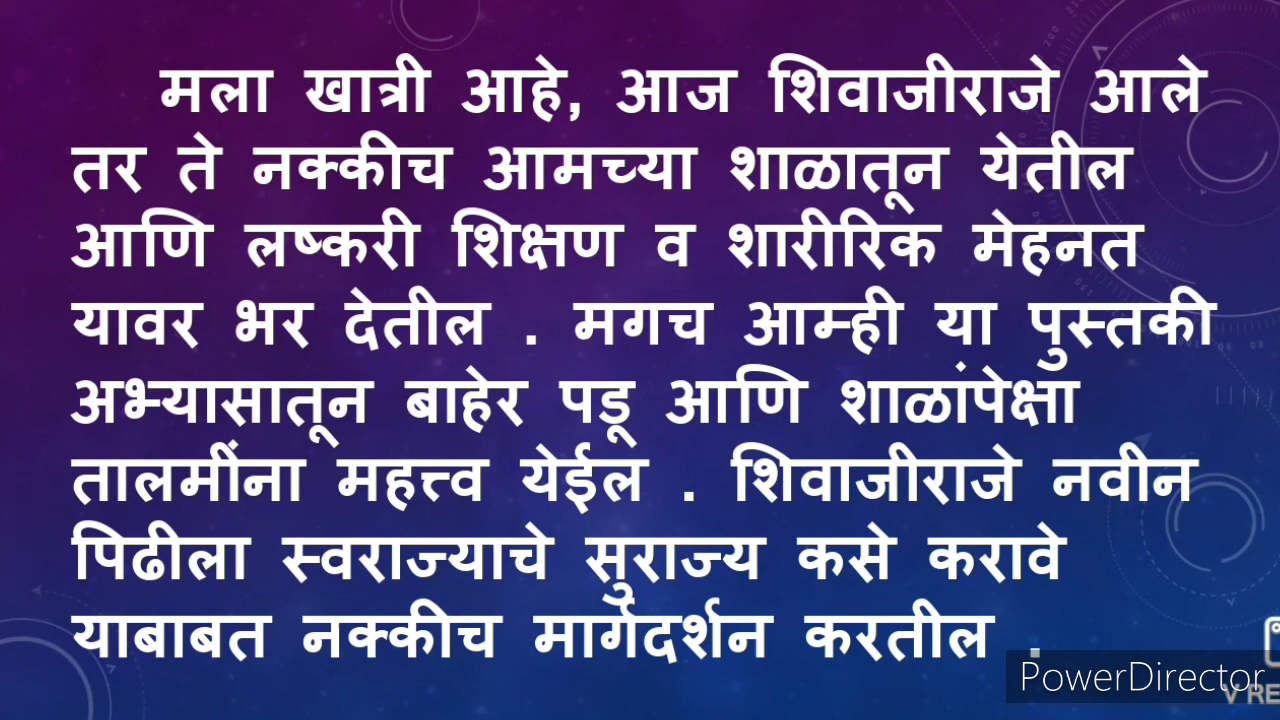 मला खात्री आहे, आज शिवाजीराजे आले
तर ते नक्कीच आमच्या शाळातून येतील
आणि लष्करी शिक्षण व शारीरिक मेहनत
यावर भर देतील . मगच आम्ही या पुस्तकी
अभ्यासातून बाहेर पडू आणि शाळांपेक्षा
तालमींना महत्त्व येईल . शिवाजीराजे नवीन
पिढीला स्वराज्याचे सुराज्य कसे करावे
याबाबत नक्कीच मार्गदर्शन करतील .
PowerDirector